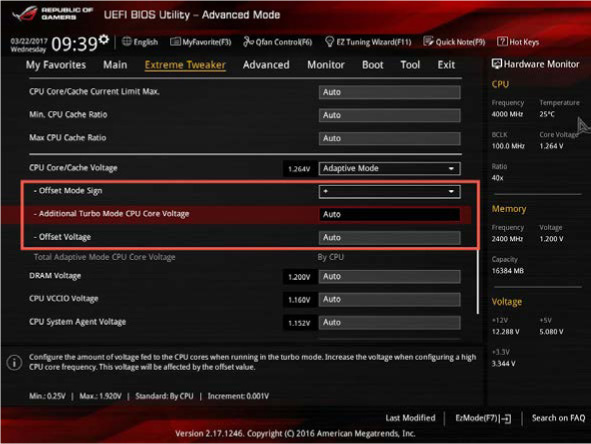 REPUBLIC OF
GAMERS
UEFI BIOS Utility – Advanced Mode
03/22/2017
Wednesday
09:39
English
MyFavorite(F3)
Qfan Control(F6)
EZ Tuning Wizard(F11)
Quick Note(F9)
Hot Keys
My Favorites Main Extreme Tweaker Advanced Monitor Boot Tool Exit
CPU Core/Cache Current Limit Max. Auto
Min. CPU Cache Ratio Auto
Max CPU Cache Ratio Auto
CPU Core/Cache Voltage 1.264V Adaptive Mode
- Offset Mode Sign +
- Additional Turbo Mode CPU Core Voltage Auto
- Offset Voltage Auto
Total Adaptive Mode CPU Core Voltage By CPU
DRAM Voltage 1.200V Auto
CPU VCCIO Voltage 1.160V Auto
CPU System Agent Voltage 1.152V Auto
Configure the amount of voltage fed to the CPU cores when running in the turbo mode. Increase the voltage when configuring a high
CPU core frequency. This voltage will be affected by the offset value.
Min.: 0.25V | Max.: 1.920V | Standard: By CPU | Increment: 0.001V
Hardware Monitor
CPU
Frequency Temperature
4000 MHz 25°C
BCLK Core Voltage
100.0 MHz 1.264 V
Ratio
40x
Memory
Frequency Voltage
2400 MHz 1.200 V
Capacity
16384 MB
Voltage
+12V +5V
12.288 V 5.080 V
+3.3V
3.344 V
Last Modified
EzMode(F7)
Search on FAQ
Version 2.17.1246. Copyright (C) 2016 American Megatrends, Inc.